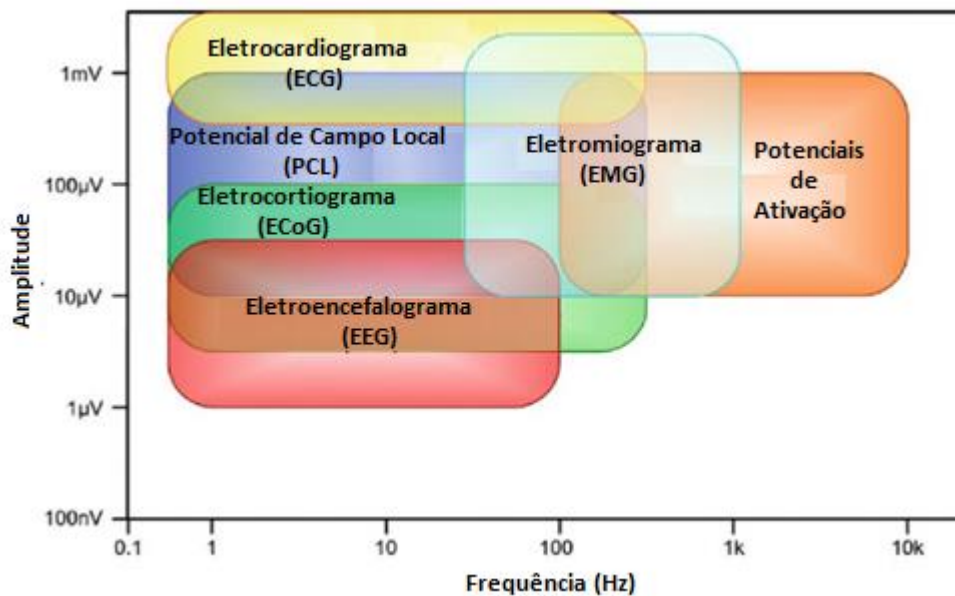 Eletrocardiograma
(ECG)
1mV
Potencial de Campo Local
(PCL)
Eletromiograma
(EMG)
Potenciais
de
Ativação
100µV
Eletrocortiograma
(ECoG)
Amplitude
10µV
Eletroencefalograma
(EEG)
1µV
100nV
0.1 1 10 100 1k 10k
Frequência (Hz)